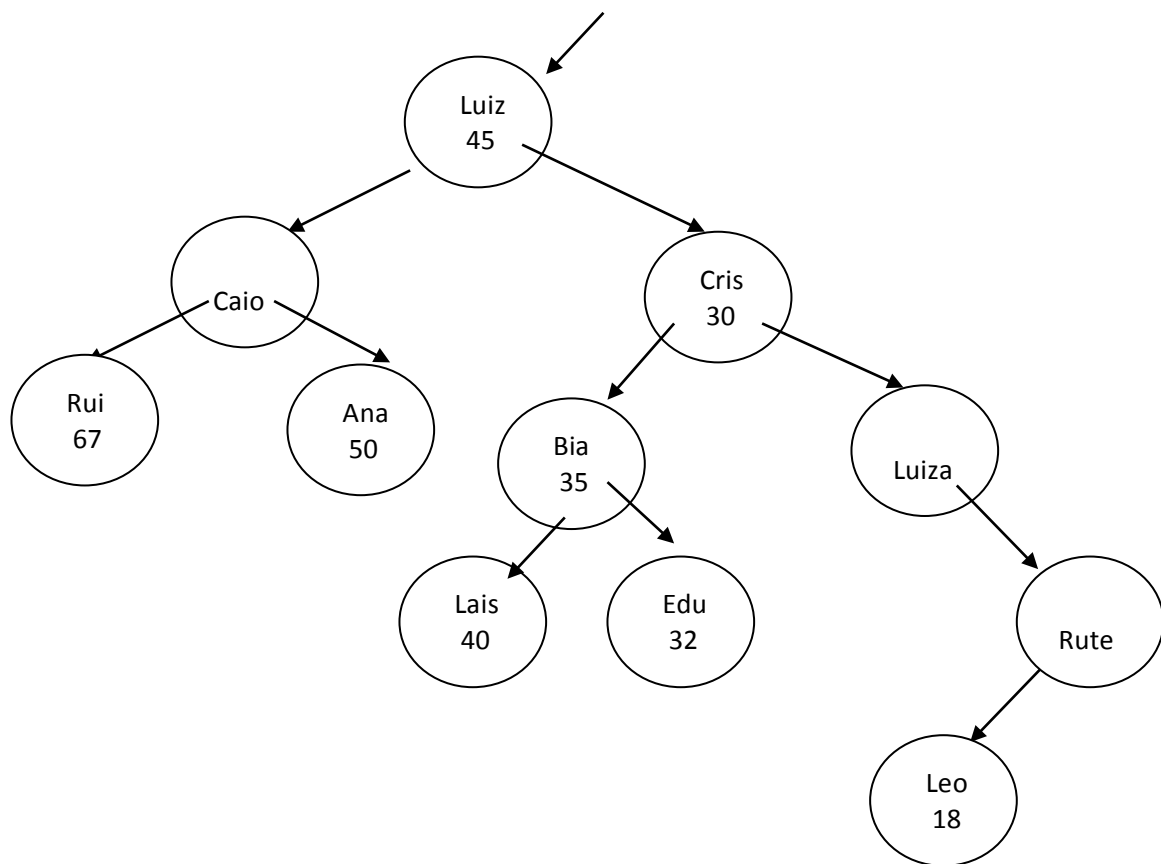 Luiz
45
Caio
Cris
30
Rui
67
Ana
50
Bia
35
Luiza
Lais
40
Edu
32
Rute
Leo
18